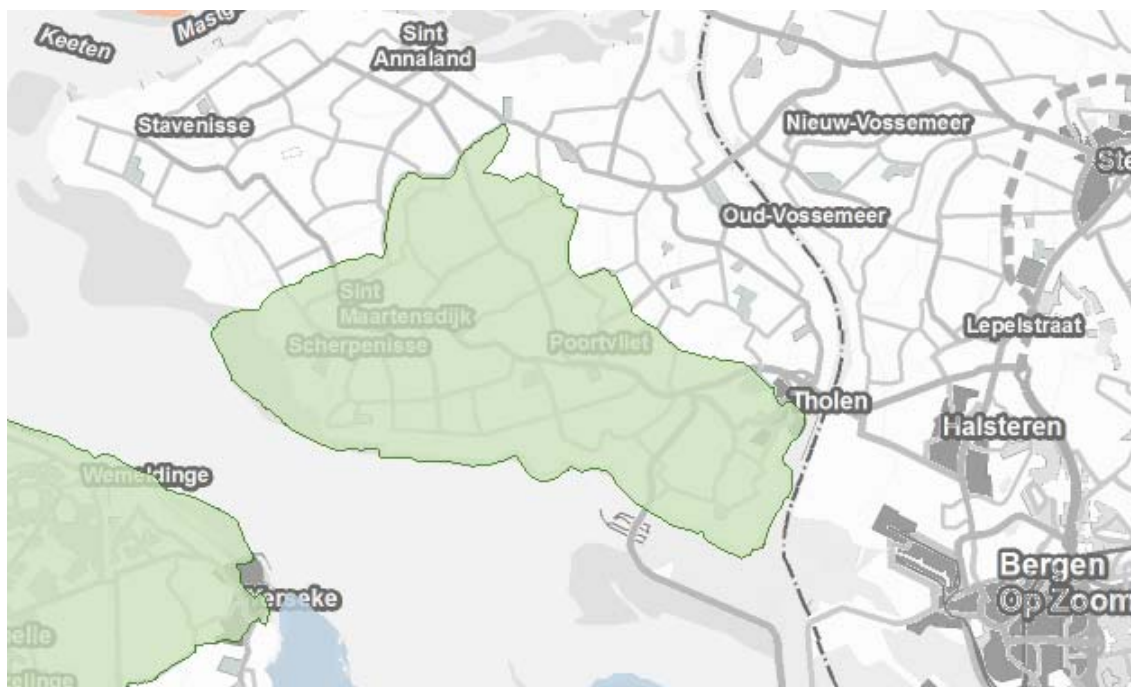 Keeten
Sint
Annaland
Stavenisse
Nieuw-Vossemeer
Oud-Vossemeer
Sint
Maartensdijk
Scherpenisse
Poortvliet
Lepelstraat
Tholen
Halsteren
Wemeldinge
Yerseke
Bergen
Op Zoom